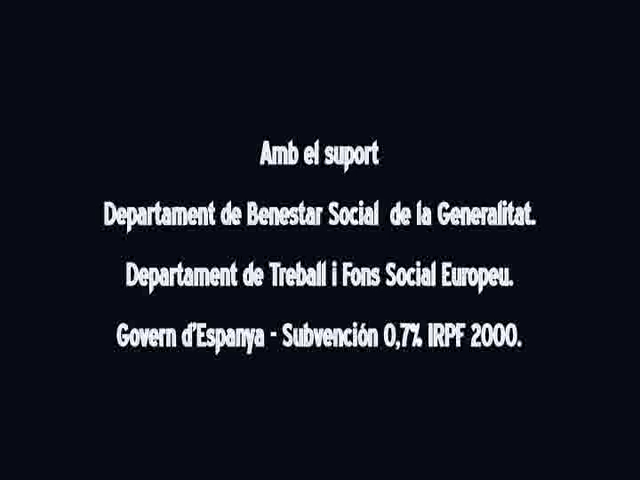 Amb el suport
Departament de Benestar Social de la Generalitat.
Departament de Treball i Fons Social Europeu.
Govern d'Espanya - Subvención 0,7% IRPF 2000.